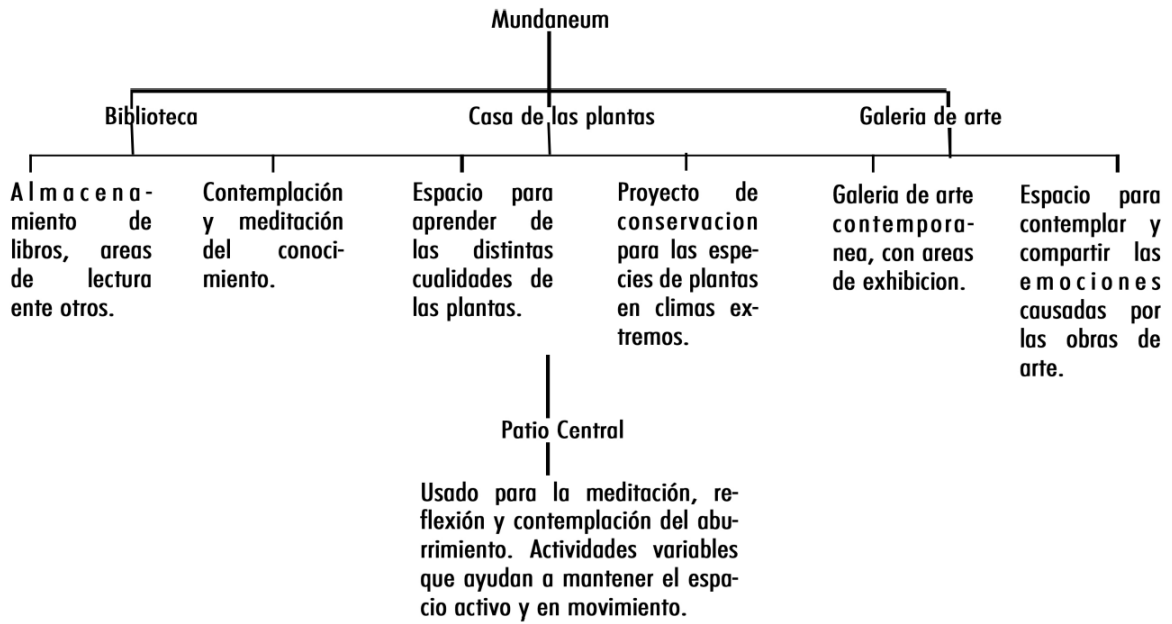 Mundaneum
Biblioteca
Casa de las plantas
Galeria de arte
Almacena-
miento de
libros, areas
de lectura
ente otros.
Contemplación
y meditación
del conoci-
miento.
Espacio para
aprender de
las distintas
cualidades de
las plantas.
Proyecto de
conservacion
para las espe-
cies de plantas
en climas ex-
tremos.
Galeria de arte
contempora-
nea, con areas
de exhibicion.
Espacio para
contemplar y
compartir las
emociones
causadas por
las obras de
arte.
Patio Central
Usado para la meditación, re-
flexión y contemplación del abu-
rrimiento. Actividades variables
que ayudan a mantener el espa-
cio activo y en movimiento.